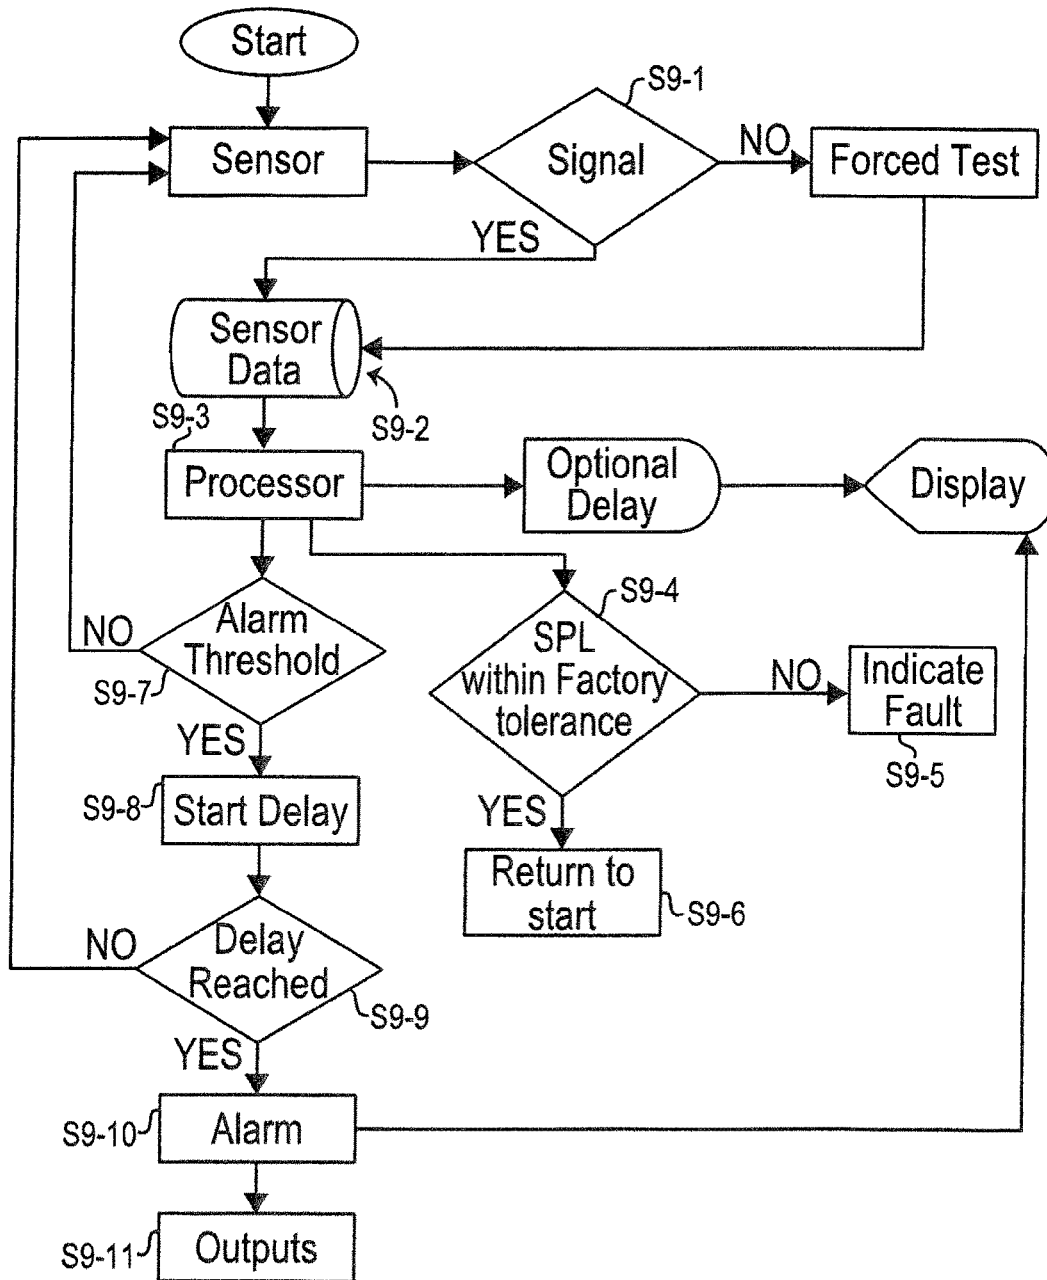 Start
S9-1
Sensor
Signal
NO
Forced Test
YES
Sensor
Data
S9-2
S9-3
Processor
Optional
Delay
Display
Alarm
Threshold
NO
S9-7
S9-4
SPL
within Factory
tolerance
NO
Indicate
Fault
S9-5
YES
S9-8
Start Delay
YES
Return to
start
S9-6
NO
Delay
Reached
S9-9
YES
S9-10
Alarm
S9-11
Outputs